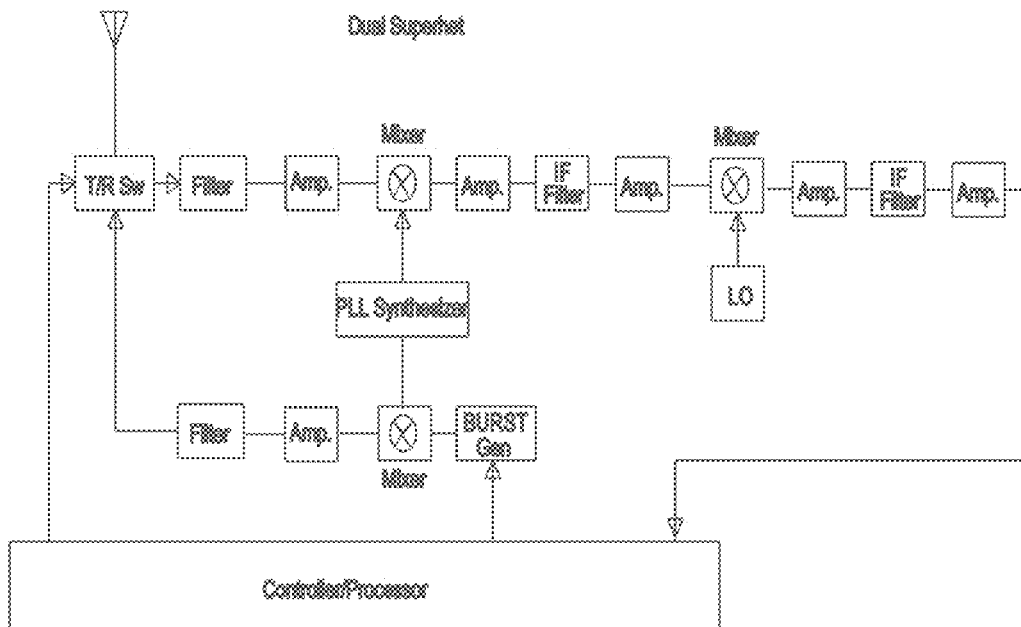 Dual Superhet
Mixer
Mixer
T/R Sw
Filter
Amp.
Amp.
IF
Filter
Amp.
Amp.
IF
Filter
Amp.
PLL Synthesizer
LO
Filter
Amp.
BURST
Gen
Mixer
Controller/Processor